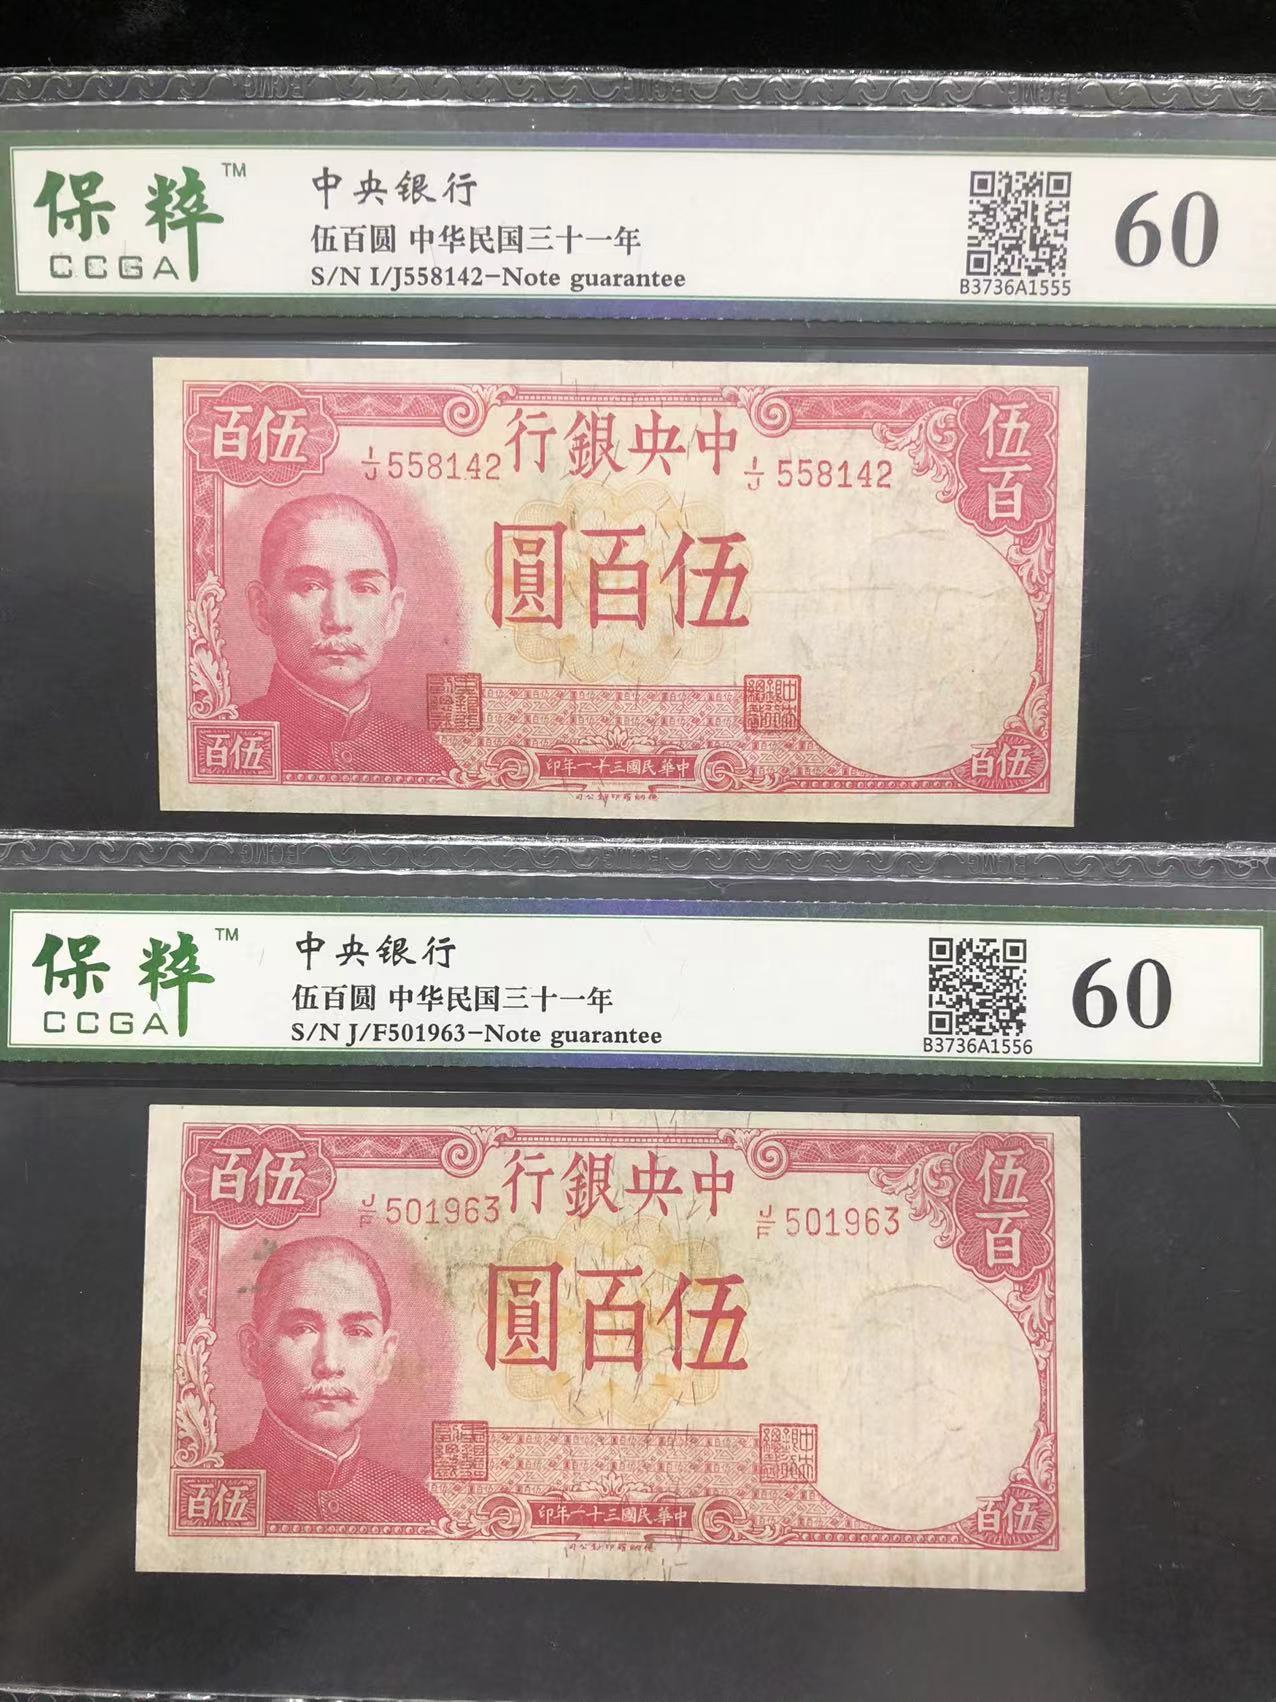 保粹™
CCGA
中央银行
伍百圆 中华民国三十一年
S/N I/J558142-Note guarantee
B3736A1555
60
百伍
行銀央中
伍百
I/J 558142
I/J 558142
圓百伍
百伍
印年一十三國民華中
百伍
保粹™
CCGA
中央银行
伍百圆 中华民国三十一年
S/N J/F501963-Note guarantee
B3736A1556
60
百伍
行銀央中
伍百
J/F 501963
J/F 501963
圓百伍
百伍
印年一十三國民華中
百伍